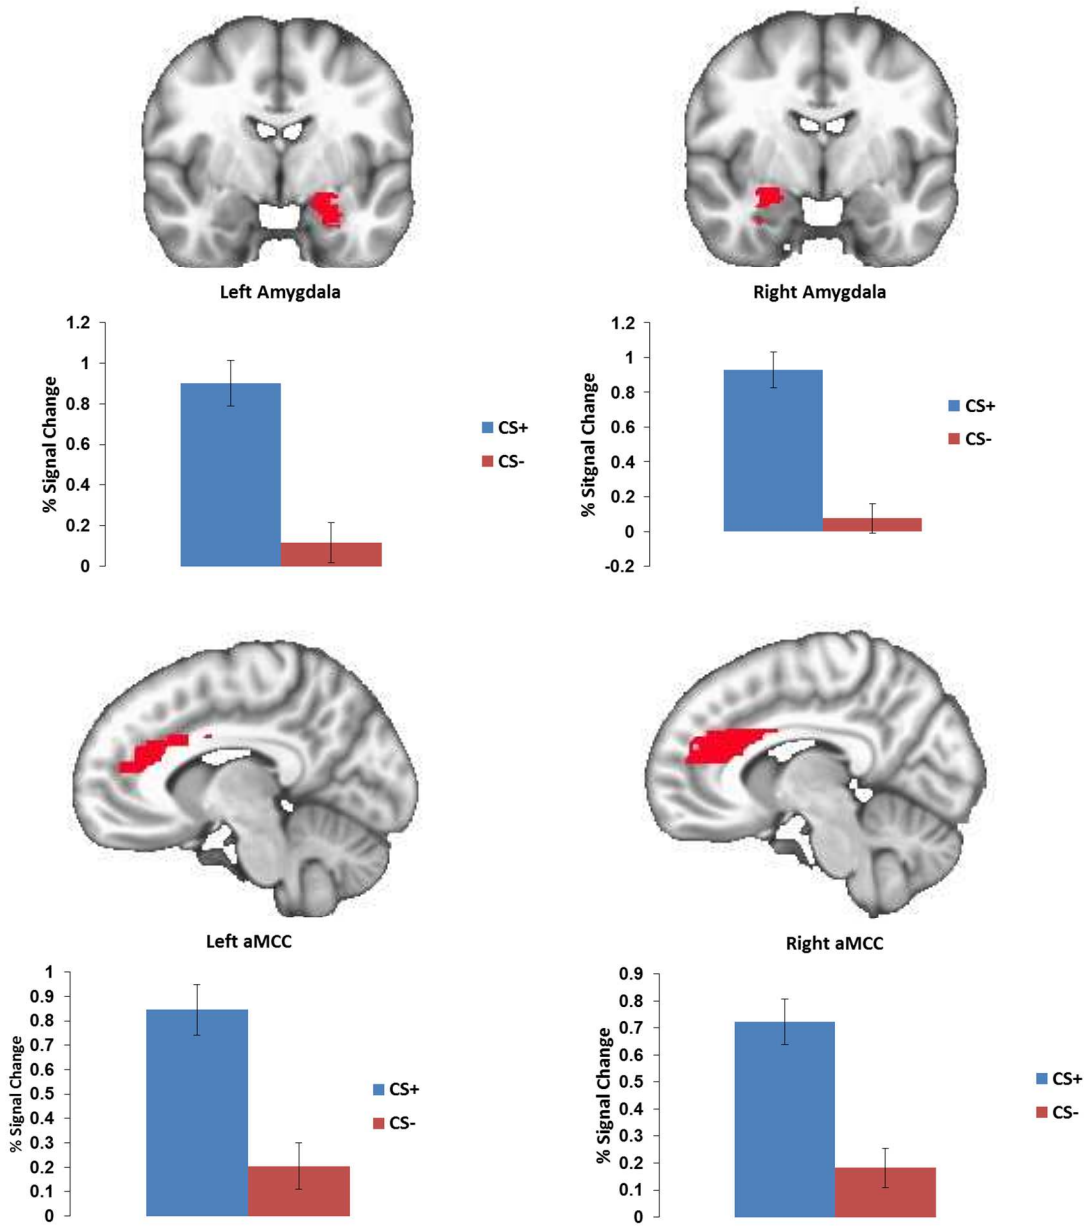 Left Amygdala
1.2
1
0.8
0.6
0.4
0.2
0
% Signal Change
CS+
CS-
Right Amygdala
1.2
1
0.8
0.6
0.4
0.2
0
-0.2
% Sitgnal Change
CS+
CS-
Left aMCC
1
0.9
0.8
0.7
0.6
0.5
0.4
0.3
0.2
0.1
0
% Signal Change
CS+
CS-
Right aMCC
0.9
0.8
0.7
0.6
0.5
0.4
0.3
0.2
0.1
0
% Signal Change
CS+
CS-